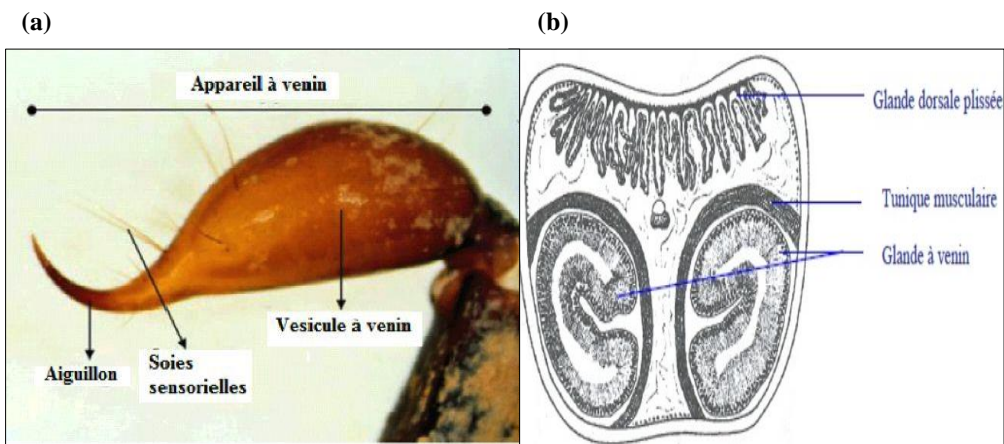 (a)
(b)
Appareil à venin
Vesicule à venin
Soies
sensorielles
Aiguillon
Glande dorsale plissée
Tunique musculaire
Glande à venin